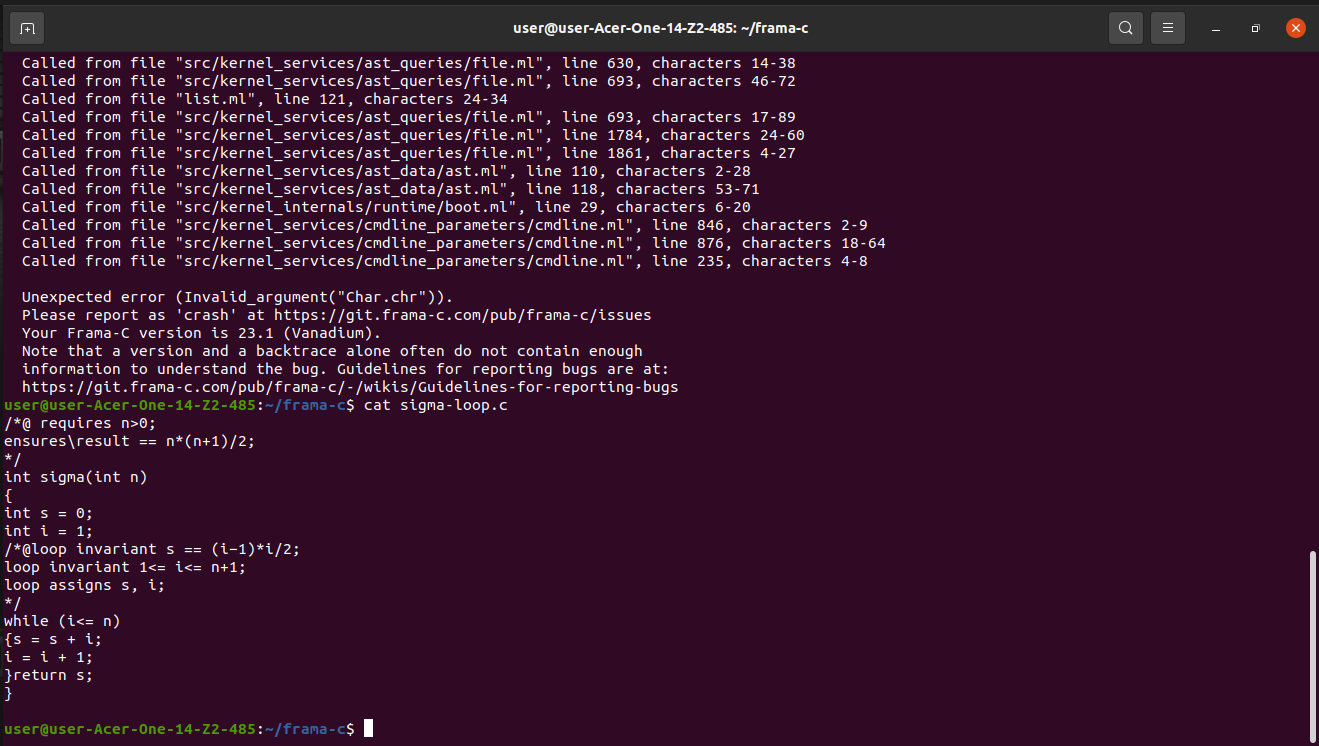 user@user-Acer-One-14-Z2-485: ~/frama-c
Called from file "src/kernel_services/ast_queries/file.ml", line 630, characters 14-38
Called from file "src/kernel_services/ast_queries/file.ml", line 693, characters 46-72
Called from file "list.ml", line 121, characters 24-34
Called from file "src/kernel_services/ast_queries/file.ml", line 693, characters 17-89
Called from file "src/kernel_services/ast_queries/file.ml", line 1784, characters 24-60
Called from file "src/kernel_services/ast_queries/file.ml", line 1861, characters 4-27
Called from file "src/kernel_services/ast_data/ast.ml", line 110, characters 2-28
Called from file "src/kernel_services/ast_data/ast.ml", line 118, characters 53-71
Called from file "src/kernel_internals/runtime/boot.ml", line 29, characters 6-20
Called from file "src/kernel_services/cmdline_parameters/cmdline.ml", line 846, characters 2-9
Called from file "src/kernel_services/cmdline_parameters/cmdline.ml", line 876, characters 18-64
Called from file "src/kernel_services/cmdline_parameters/cmdline.ml", line 235, characters 4-8
Unexpected error (Invalid_argument("Char.chr")).
Please report as 'crash' at https://git.frama-c.com/pub/frama-c/issues
Your Frama-C version is 23.1 (Vanadium).
Note that a version and a backtrace alone often do not contain enough
information to understand the bug. Guidelines for reporting bugs are at:
https://git.frama-c.com/pub/frama-c/-/wikis/Guidelines-for-reporting-bugs
user@user-Acer-One-14-Z2-485:~/frama-c$ cat sigma-loop.c
/*@ requires n>0;
ensures\result == n*(n+1)/2;
*/
int sigma(int n)
{
int s = 0;
int i = 1;
/*@loop invariant s == (i−1)*i/2;
loop invariant 1<= i<= n+1;
loop assigns s, i;
*/
while (i<= n)
{s = s + i;
i = i + 1;
}return s;
}
user@user-Acer-One-14-Z2-485:~/frama-c$